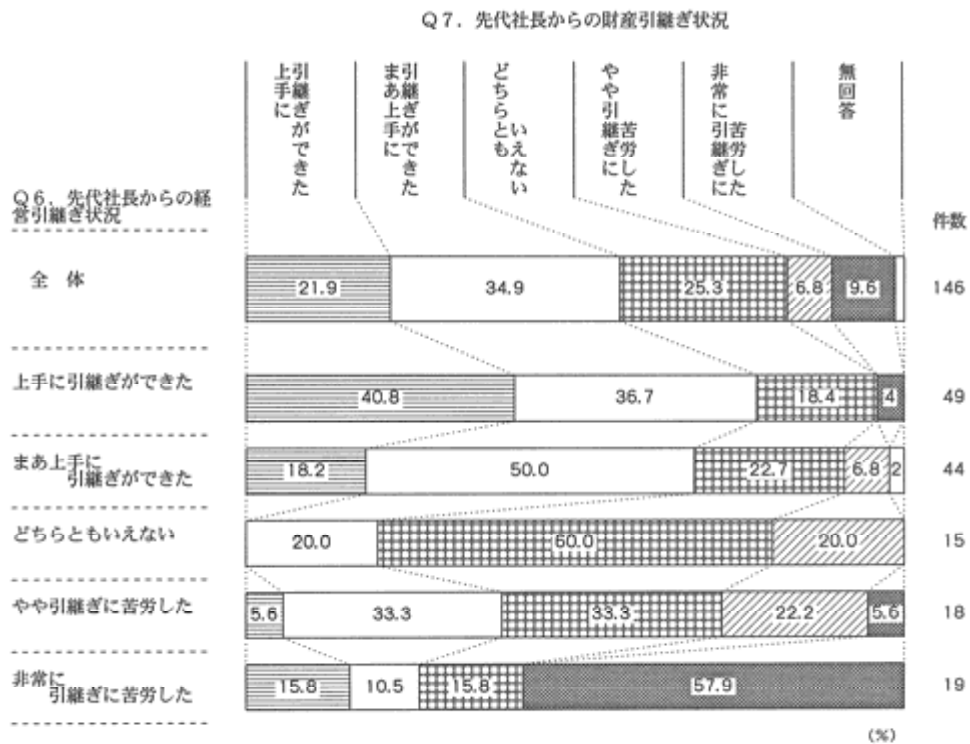 Q7．先代社長からの財産引継ぎ状況
上手に
引継ぎができた
まあ上手に
引継ぎができた
どちらとも
いえない
やや引継ぎに
苦労した
非常に引継ぎに
苦労した
無回答
Q6．先代社長からの経
営引継ぎ状況
件数
全　体
21.9 34.9 25.3 6.8 9.6 146
上手に引継ぎができた
40.8 36.7 18.4 4 49
まあ上手に
引継ぎができた
18.2 50.0 22.7 6.8 2 44
どちらともいえない
20.0 60.0 20.0 15
やや引継ぎに苦労した
5.6 33.3 33.3 22.2 5.6 18
非常に
引継ぎに苦労した
15.8 10.5 15.8 57.9 19
(%)